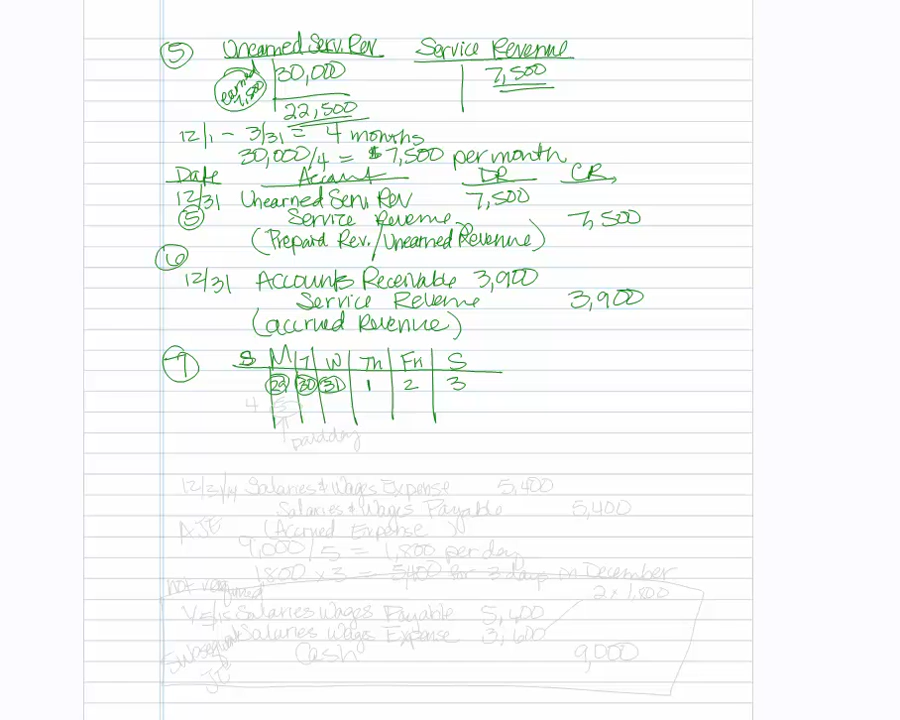 5 Unearned Serv. Rev Service Revenue
earned 7,500 30,000 7,500
22,500
12/1 - 3/31 = 4 months
30,000/4 = $7,500 per month
Date Account DR CR
12/31 Unearned Serv. Rev 7,500
5 Service Revenue 7,500
(Prepaid Rev. / Unearned Revenue)
6
12/31 Accounts Receivable 3,900
Service Revenue 3,900
(accrued Revenue)
7 S M T W Th Fri S
29 30 31 1 2 3
4 5
payday
12/31/14 Salaries & Wages Expense 5,400
Salaries & Wages Payable 5,400
AJE (Accrued Expense)
9,000/5 = 1,800 per day
1800 x 3 = 5400 for 3 days in December
not required 2 x 1,800
1/5/15 Salaries Wages Payable 5,400
Salaries Wages Expense 3,600
Subsequent JE Cash 9,000